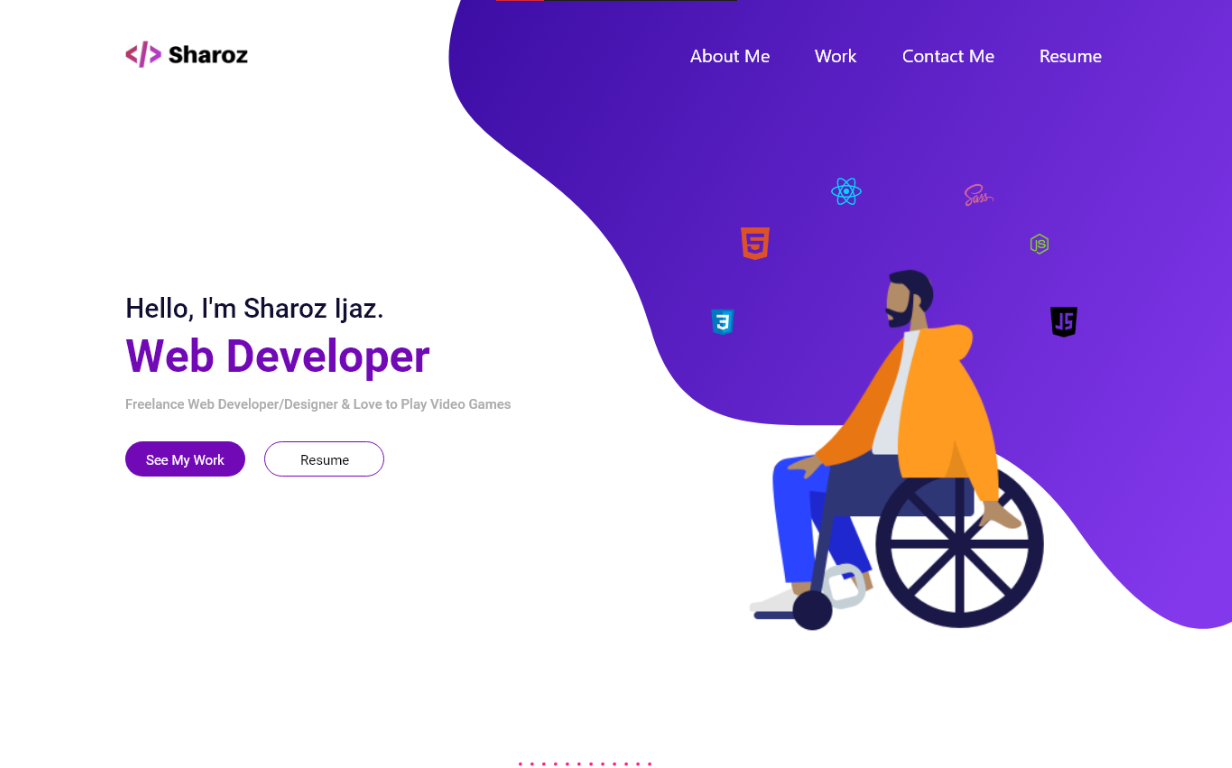 </> Sharoz
About Me
Work
Contact Me
Resume
Hello, I'm Sharoz Ijaz.
Web Developer
Freelance Web Developer/Designer & Love to Play Video Games
See My Work
Resume
Sass
5
JS
3
JS